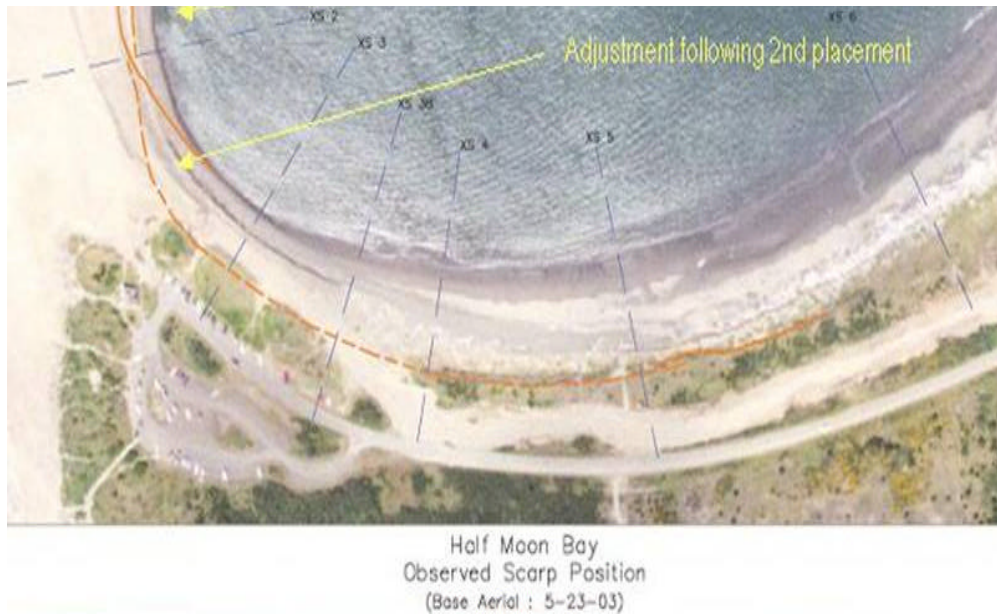 XS 2
XS 6
XS 3
Adjustment following 2nd placement
XS 3B
XS 4
XS 5
Half Moon Bay
Observed Scarp Position
(Base Aerial : 5-23-03)